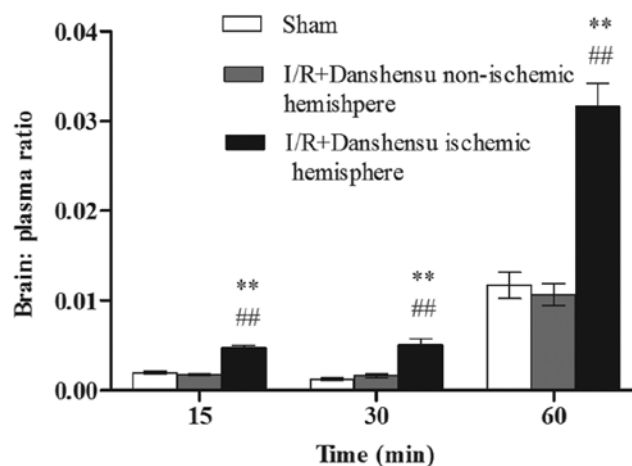 0.04
0.03
0.02
0.01
0.00
Brain: plasma ratio
Sham
I/R+Danshensu non-ischemic
hemishpere
I/R+Danshensu ischemic
hemisphere
**
##
**
##
**
##
15
30
60
Time (min)